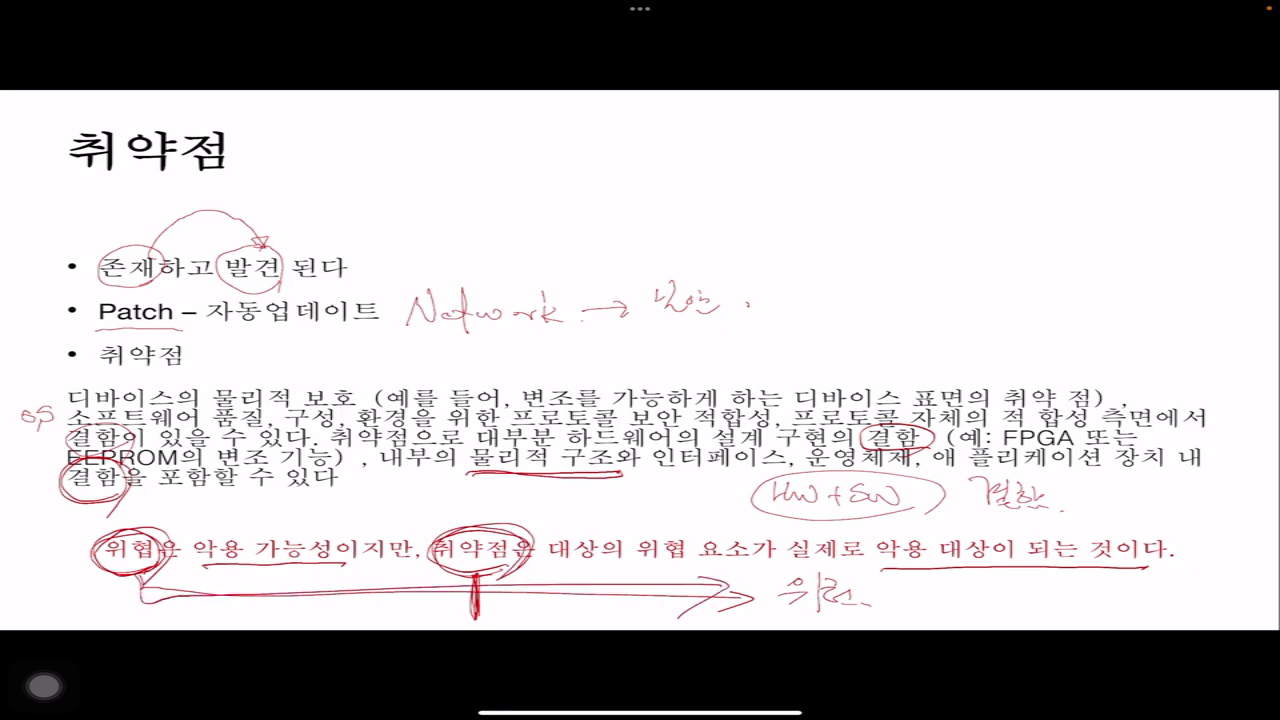 취약점
• 존재하고 발견 된다
• Patch – 자동업데이트 Network → 보안.
• 취약점
디바이스의 물리적 보호 (예를 들어, 변조를 가능하게 하는 디바이스 표면의 취약 점) ,
소프트웨어 품질, 구성, 환경을 위한 프로토콜 보안 적합성, 프로토콜 자체의 적 합성 측면에서
결함이 있을 수 있다. 취약점으로 대부분 하드웨어의 설계 구현의 결함 (예: FPGA 또는
EEPROM의 변조 기능) , 내부의 물리적 구조와 인터페이스, 운영체제, 애 플리케이션 장치 내
결함을 포함할 수 있다
HW + SW 결함.
위협은 악용 가능성이지만, 취약점은 대상의 위협 요소가 실제로 악용 대상이 되는 것이다.
위험.